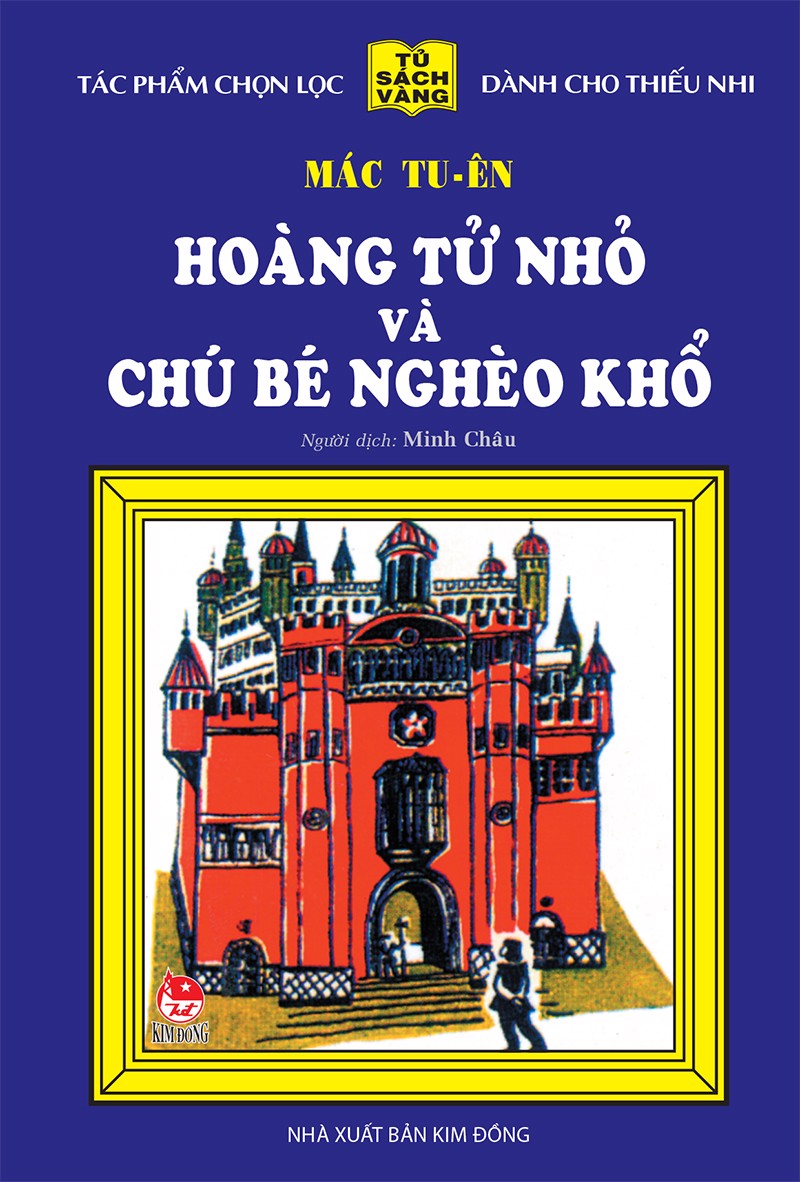 TÁC PHẨM CHỌN LỌC
TỦ
SÁCH
VÀNG
DÀNH CHO THIẾU NHI
MÁC TU-ÊN
HOÀNG TỬ NHỎ
VÀ
CHÚ BÉ NGHÈO KHỔ
Người dịch: Minh Châu
KIM ĐỒNG
NHÀ XUẤT BẢN KIM ĐỒNG